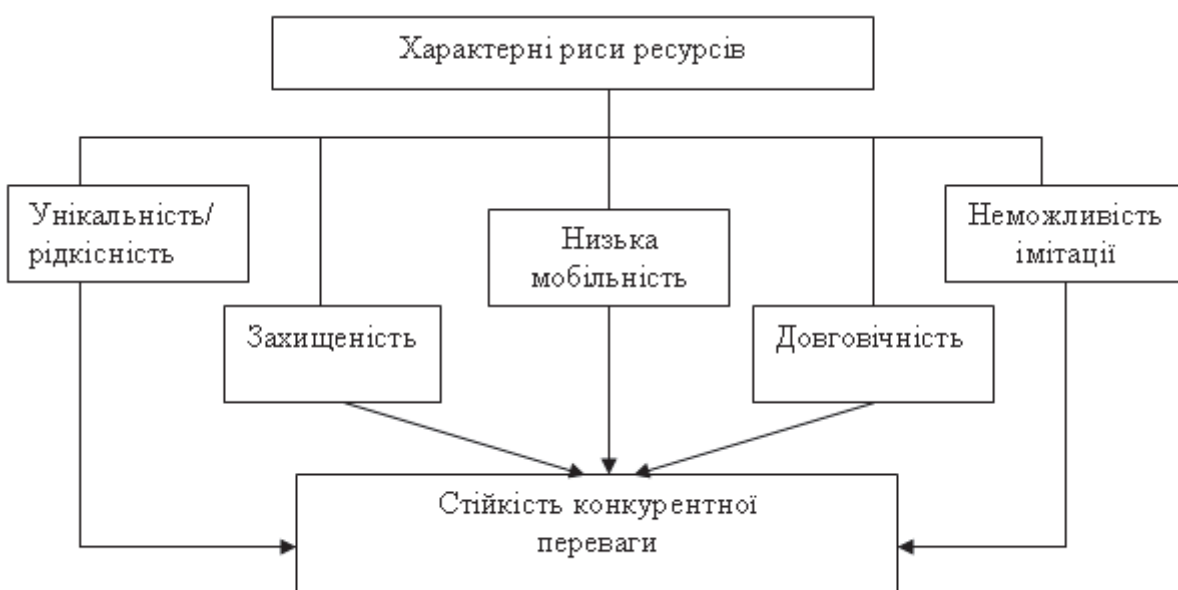 Характерні риси ресурсів
Унікальність/
рідкісність
Захищеність
Низька
мобільність
Довговічність
Неможливість
імітації
Стійкість конкурентної
переваги